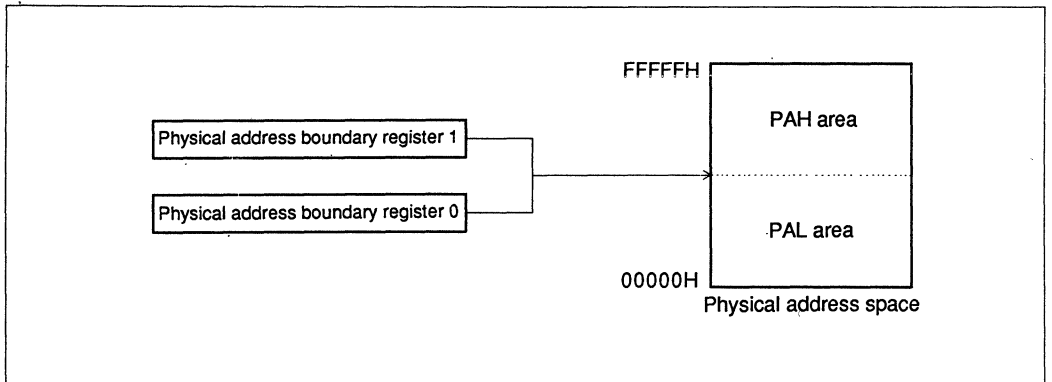 FFFFFH
PAH area
Physical address boundary register 1
Physical address boundary register 0
PAL area
00000H
Physical address space